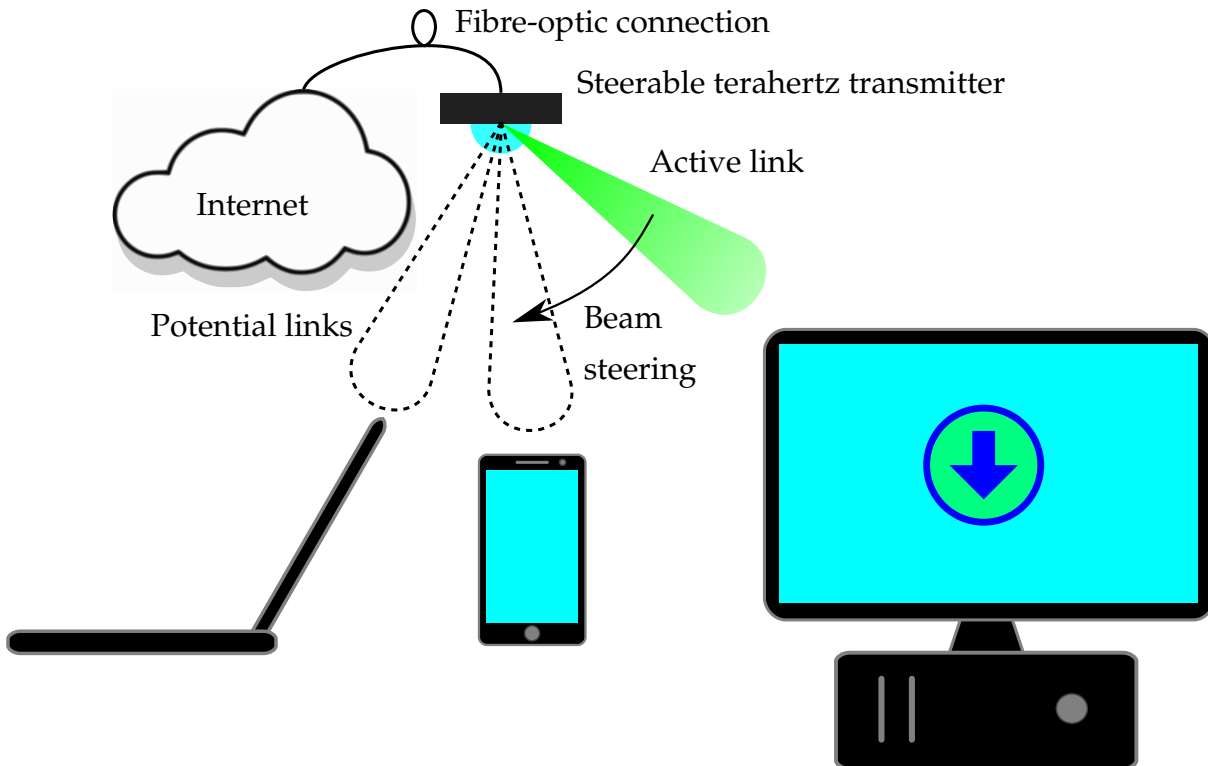 Fibre-optic connection
Steerable terahertz transmitter
Active link
Internet
Potential links
Beam
steering